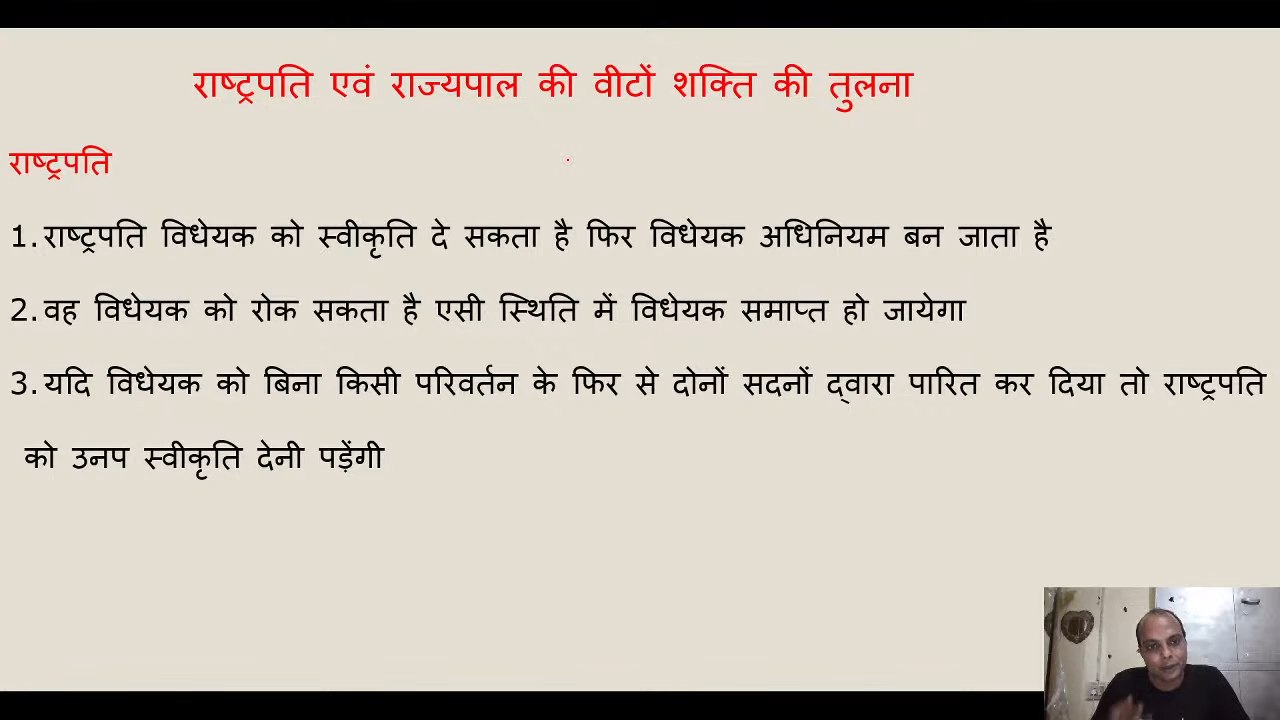 राष्ट्रपति एवं राज्यपाल की वीटों शक्ति की तुलना
राष्ट्रपति
1. राष्ट्रपति विधेयक को स्वीकृति दे सकता है फिर विधेयक अधिनियम बन जाता है
2. वह विधेयक को रोक सकता है एसी स्थिति में विधेयक समाप्त हो जायेगा
3. यदि विधेयक को बिना किसी परिवर्तन के फिर से दोनों सदनों द्वारा पारित कर दिया तो राष्ट्रपति
को उनप स्वीकृति देनी पड़ेंगी